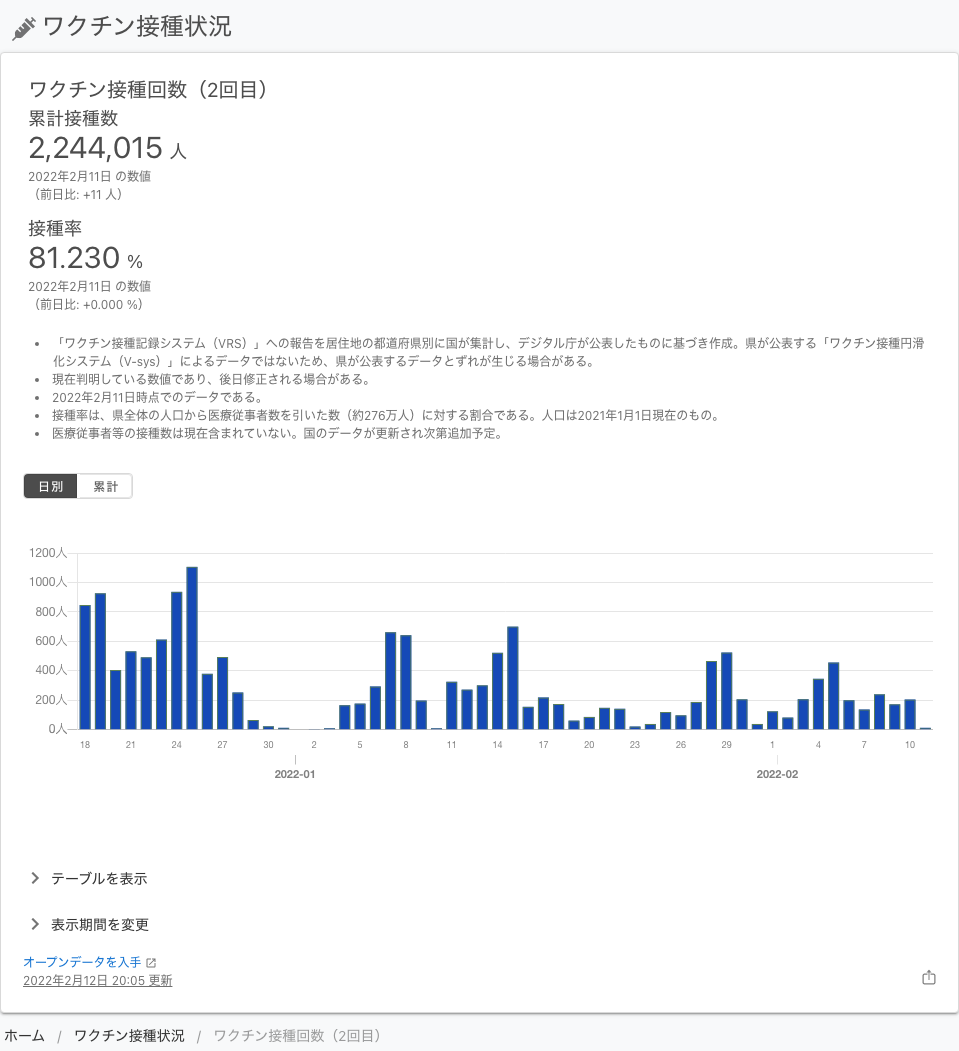 ワクチン接種状況
ワクチン接種回数（2回目）
累計接種数
2,244,015 人
2022年2月11日 の数値
（前日比: +11 人）
接種率
81.230 %
2022年2月11日 の数値
（前日比: +0.000 %）
• 「ワクチン接種記録システム（VRS）」への報告を居住地の都道府県別に国が集計し、デジタル庁が公表したものに基づき作成。県が公表する「ワクチン接種円滑
化システム（V-sys）」によるデータではないため、県が公表するデータとずれが生じる場合がある。
• 現在判明している数値であり、後日修正される場合がある。
• 2022年2月11日時点でのデータである。
• 接種率は、県全体の人口から医療従事者数を引いた数（約276万人）に対する割合である。人口は2021年1月1日現在のもの。
• 医療従事者等の接種数は現在含まれていない。国のデータが更新され次第追加予定。
日別 累計
1200人
1000人
800人
600人
400人
200人
0人
18 21 24 27 30 2 5 8 11 14 17 20 23 26 29 1 4 7 10
2022-01 2022-02
テーブルを表示
表示期間を変更
オープンデータを入手
2022年2月12日 20:05 更新
ホーム / ワクチン接種状況 / ワクチン接種回数（2回目）